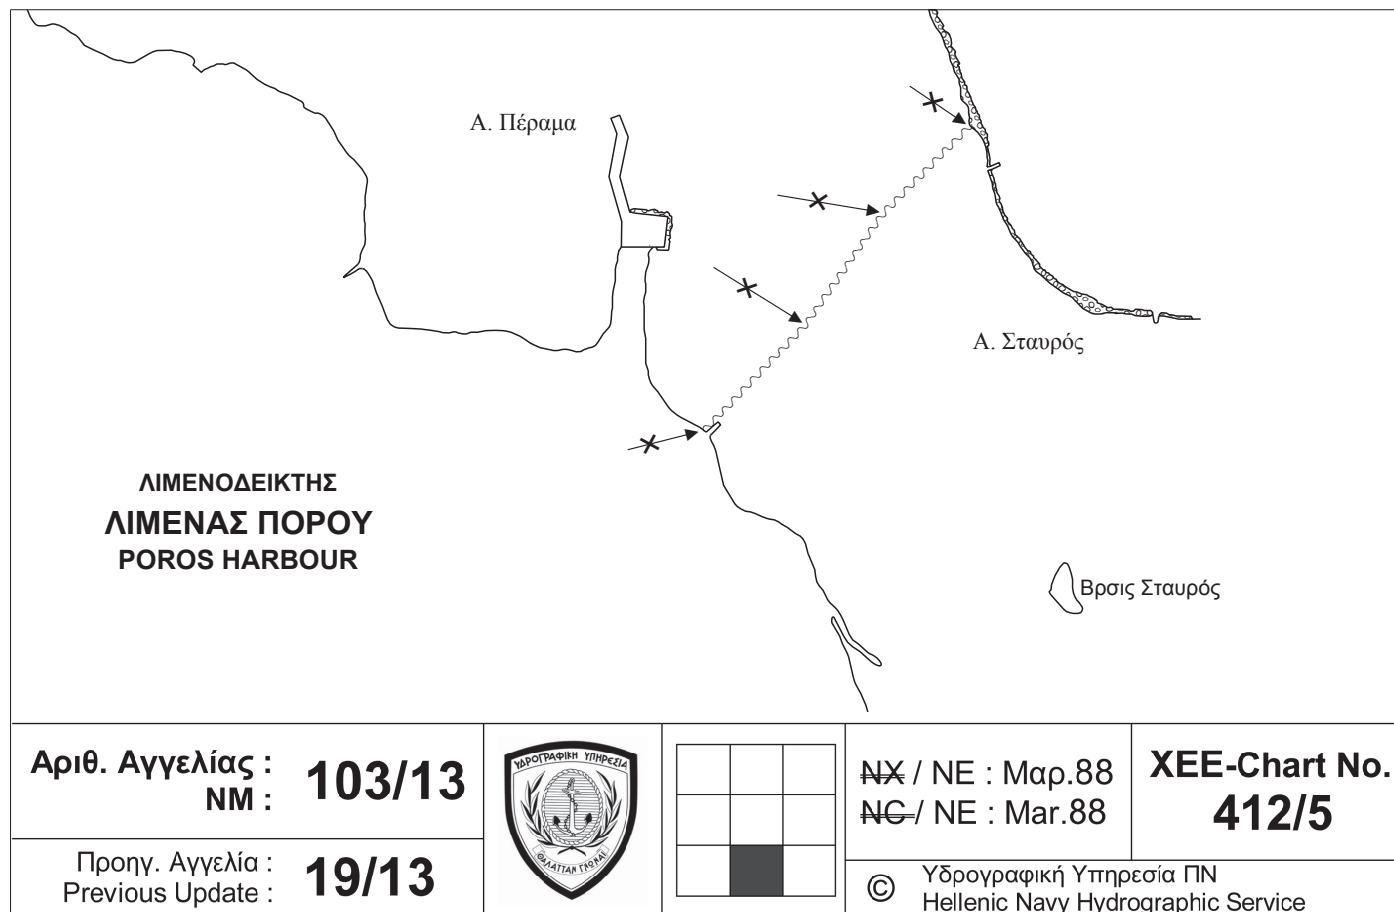 Α. Πέραμα
Α. Σταυρός
ΛΙΜΕΝΟΔΕΙΚΤΗΣ
ΛΙΜΕΝΑΣ ΠΟΡΟΥ
POROS HARBOUR
Βρσις Σταυρός
Αριθ. Αγγελίας :
NM :
103/13
Προηγ. Αγγελία :
Previous Update :
19/13
ΥΔΡΟΓΡΑΦΙΚΗ ΥΠΗΡΕΣΙΑ
ΘΑΛΑΤΤΑΝ ΓΝΩΝΑΙ
ΝΧ / ΝΕ : Μαρ.88
NC / NE : Mar.88
ΧΕΕ-Chart No.
412/5
© Υδρογραφική Υπηρεσία ΠΝ
Hellenic Navy Hydrographic Service